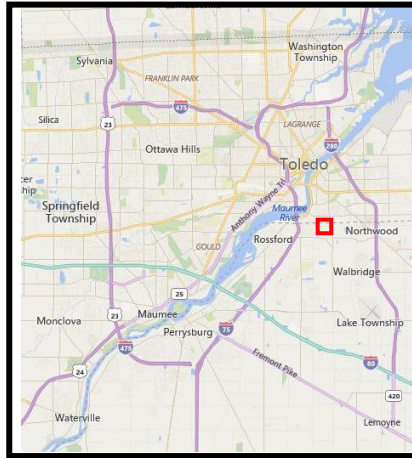 Washington
Township
Sylvania
FRANKLIN PARK
475
23
LAGRANGE
Silica
280
Ottawa Hills
Toledo
Springfield
Township
Anthony Wayne Trl
Maumee
River
GOULD
Rossford
Northwood
Walbridge
25
Maumee
23
Monclova
Lake Township
Perrysburg
75
475
Fremont Pike
80
24
420
Waterville
Lemoyne